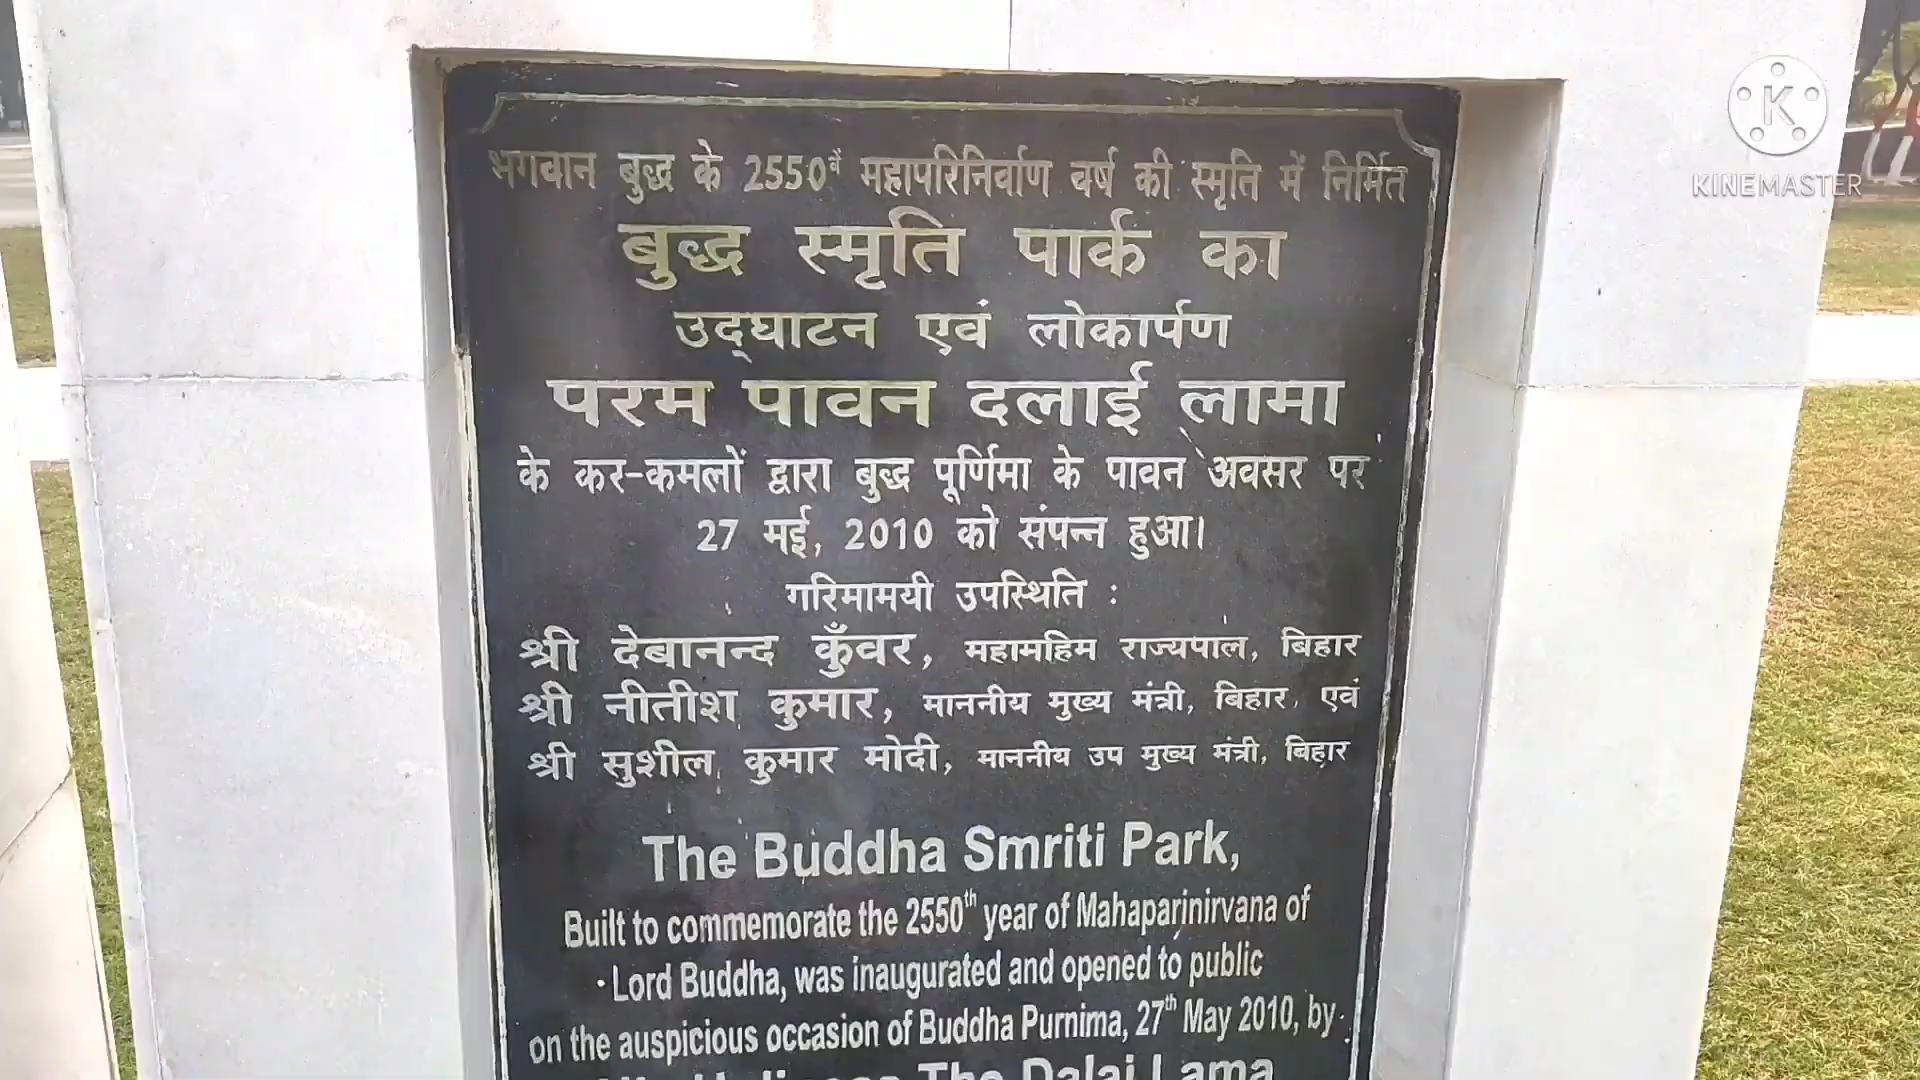 भगवान बुद्ध के 2550वें महापरिनिर्वाण वर्ष की स्मृति में निर्मित
बुद्ध स्मृति पार्क का
उद्घाटन एवं लोकार्पण
परम पावन दलाई लामा
के कर-कमलों द्वारा बुद्ध पूर्णिमा के पावन अवसर पर
27 मई, 2010 को संपन्न हुआ।
गरिमामयी उपस्थिति :
श्री देबानन्द कुँवर, महामहिम राज्यपाल, बिहार
श्री नीतीश कुमार, माननीय मुख्य मंत्री, बिहार, एवं
श्री सुशील कुमार मोदी, माननीय उप मुख्य मंत्री, बिहार
The Buddha Smriti Park,
Built to commemorate the 2550th year of Mahaparinirvana of
Lord Buddha, was inaugurated and opened to public
on the auspicious occasion of Buddha Purnima, 27th May 2010, by
The Dalai Lama
K
KINEMASTER